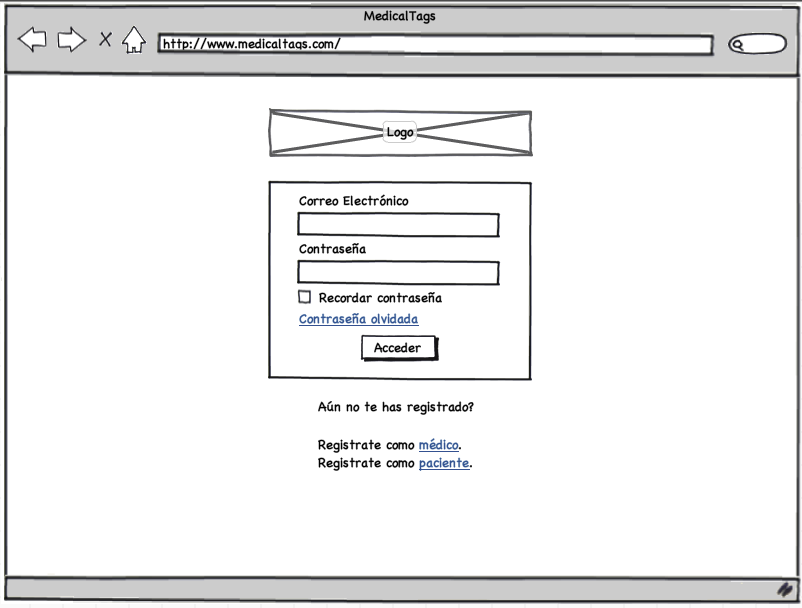 MedicalTags
http://www.medicaltags.com/
Logo
Correo Electrónico
Contraseña
Recordar contraseña
Contraseña olvidada
Acceder
Aún no te has registrado?
Registrate como médico.
Registrate como paciente.